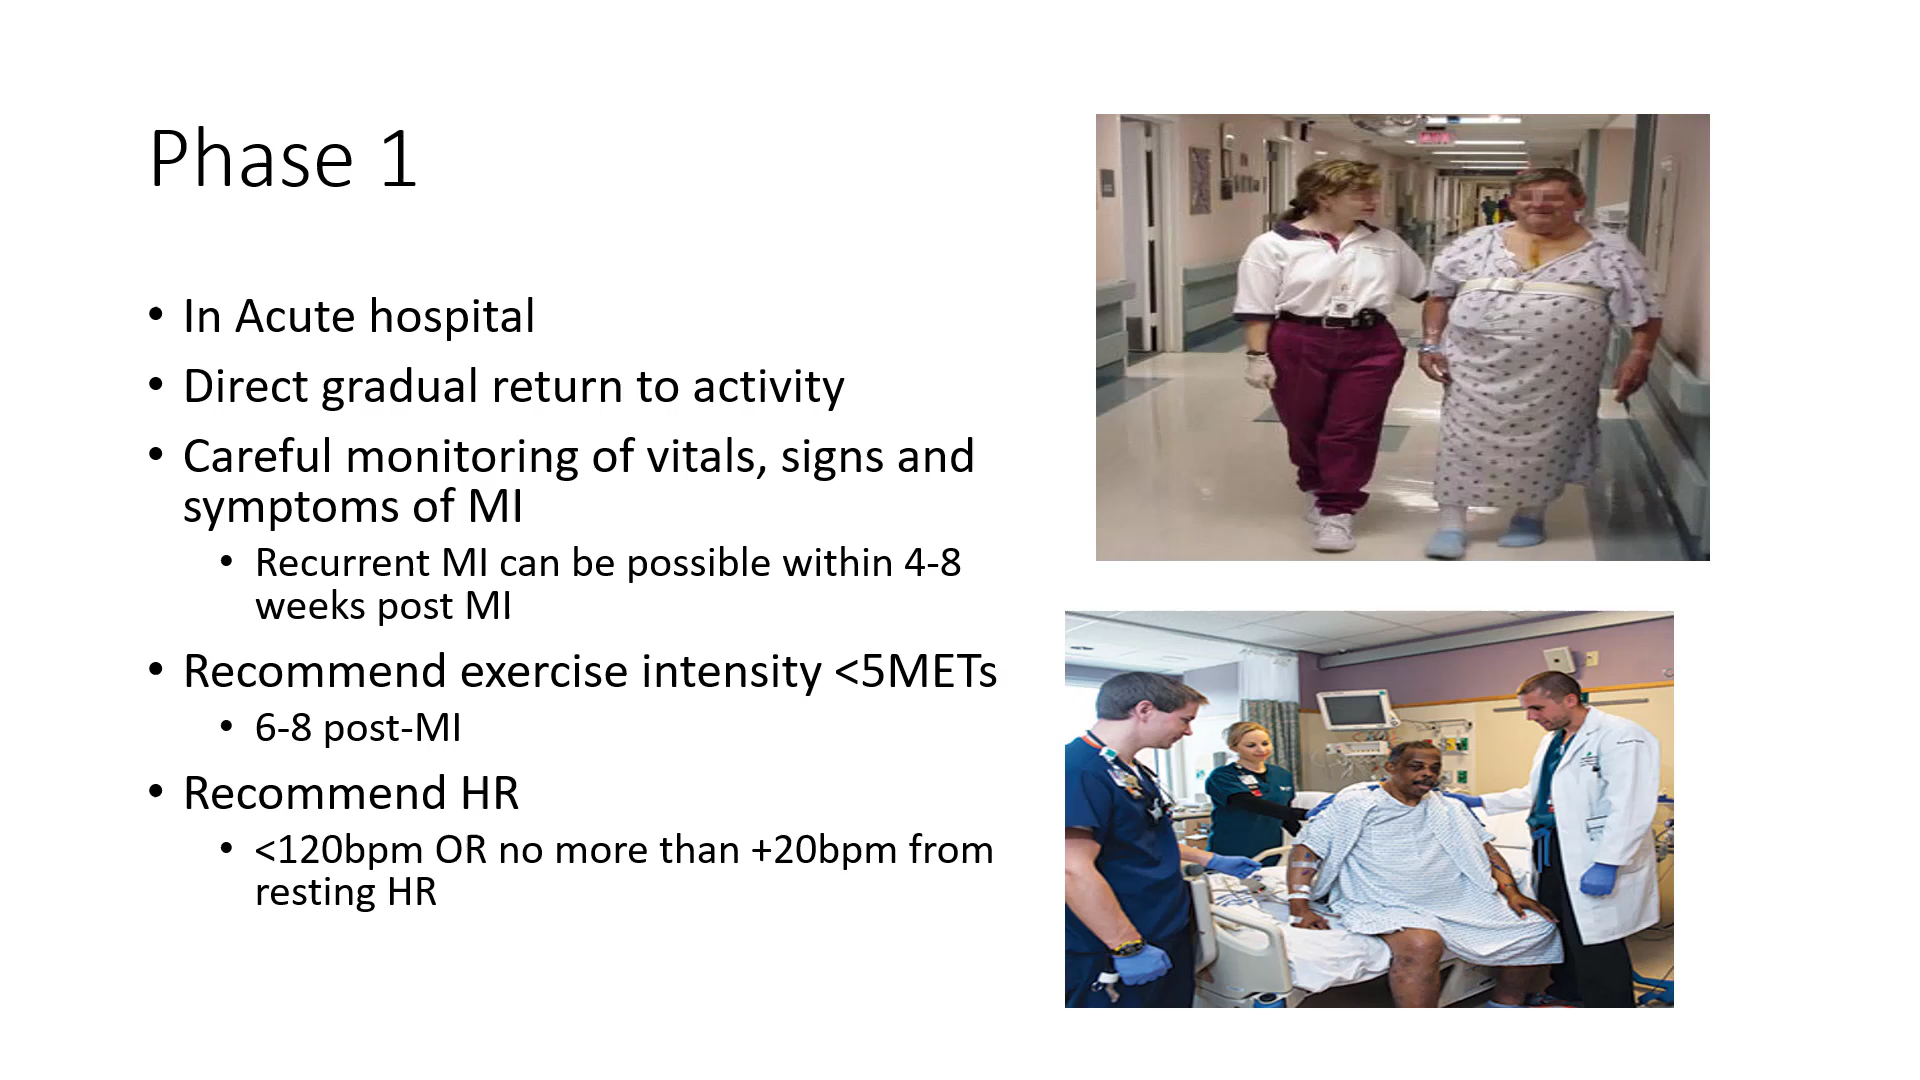 Phase 1
• In Acute hospital
• Direct gradual return to activity
• Careful monitoring of vitals, signs and
symptoms of MI
• Recurrent MI can be possible within 4-8
weeks post MI
• Recommend exercise intensity <5METs
• 6-8 post-MI
• Recommend HR
• <120bpm OR no more than +20bpm from
resting HR